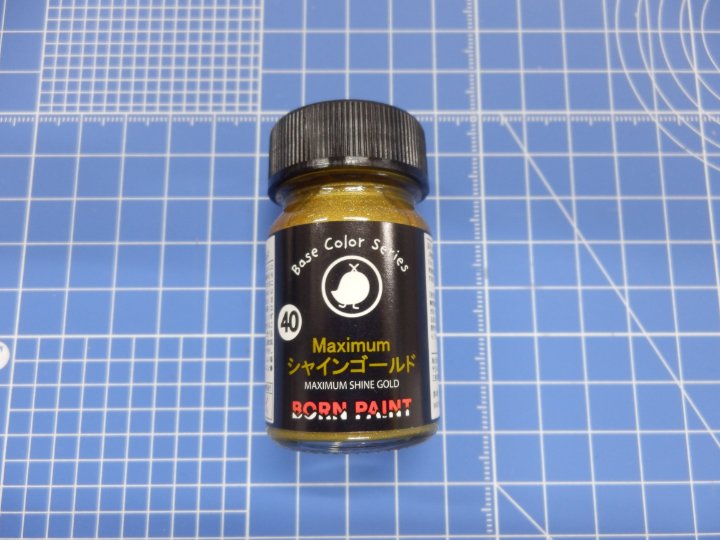 Base Color Series
40
Maximum
シャインゴールド
MAXIMUM SHINE GOLD
BORN PAINT